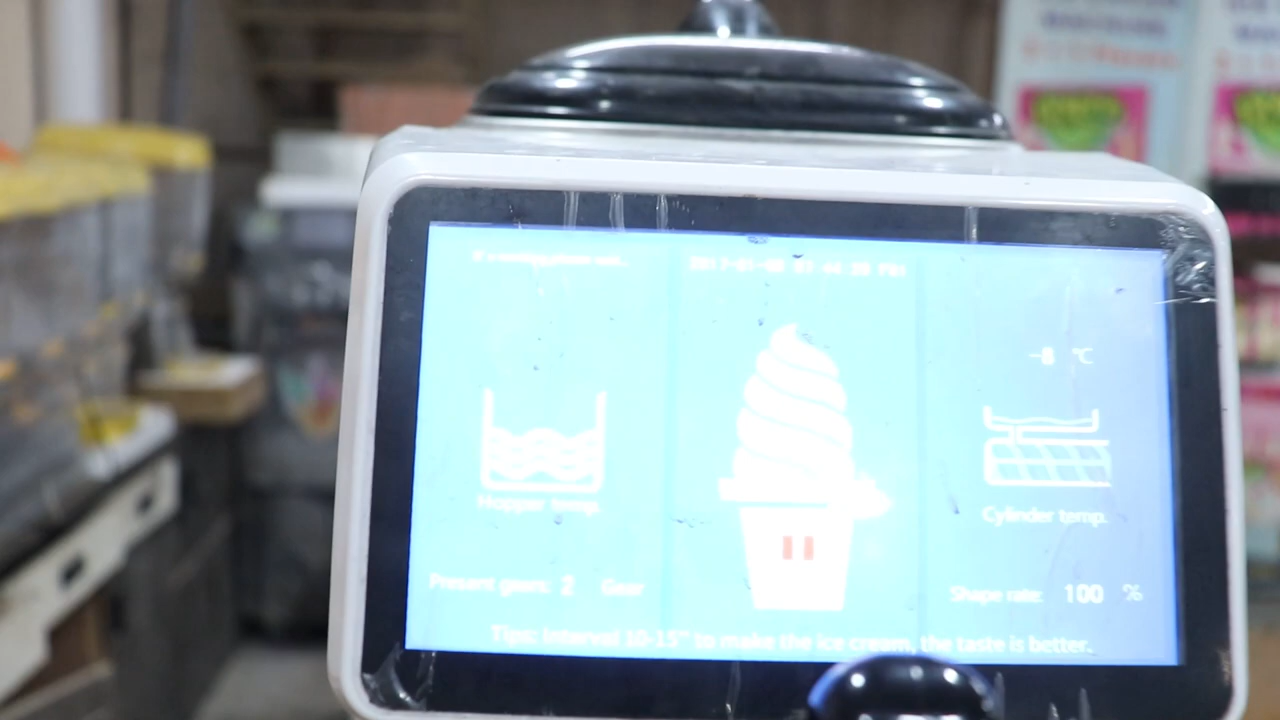 -8 °C
Hopper temp.
Cylinder temp.
Present gears: 2 Gear
Shape rate: 100 %
Tips: Interval 10-15" to make the ice cream, the taste is better.